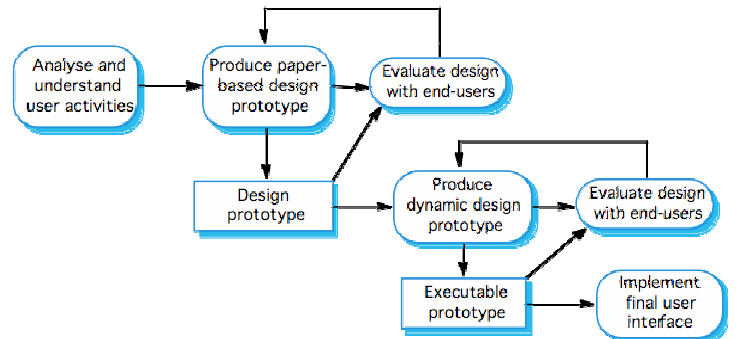 Analyse and
understand
user activities
Produce paper-
based design
prototype
Evaluate design
with end-users
Design
prototype
Produce
dynamic design
prototype
Evaluate design
with end-users
Executable
prototype
Implement
final user
interface